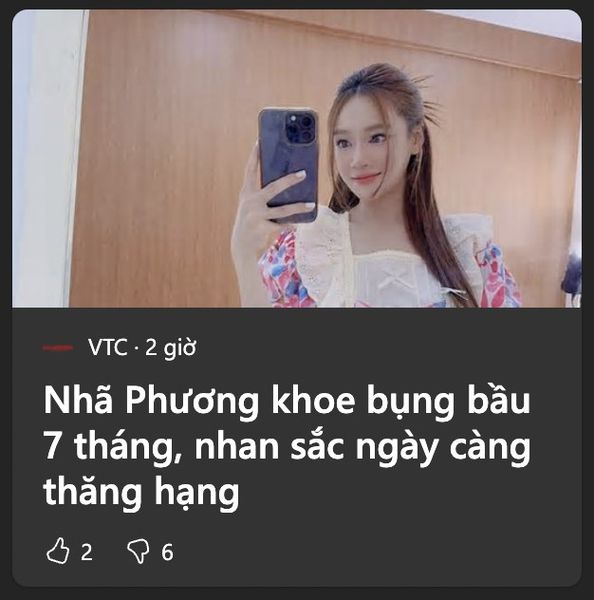 VTC · 2 giờ
Nhã Phương khoe bụng bầu
7 tháng, nhan sắc ngày càng
thăng hạng
2 6